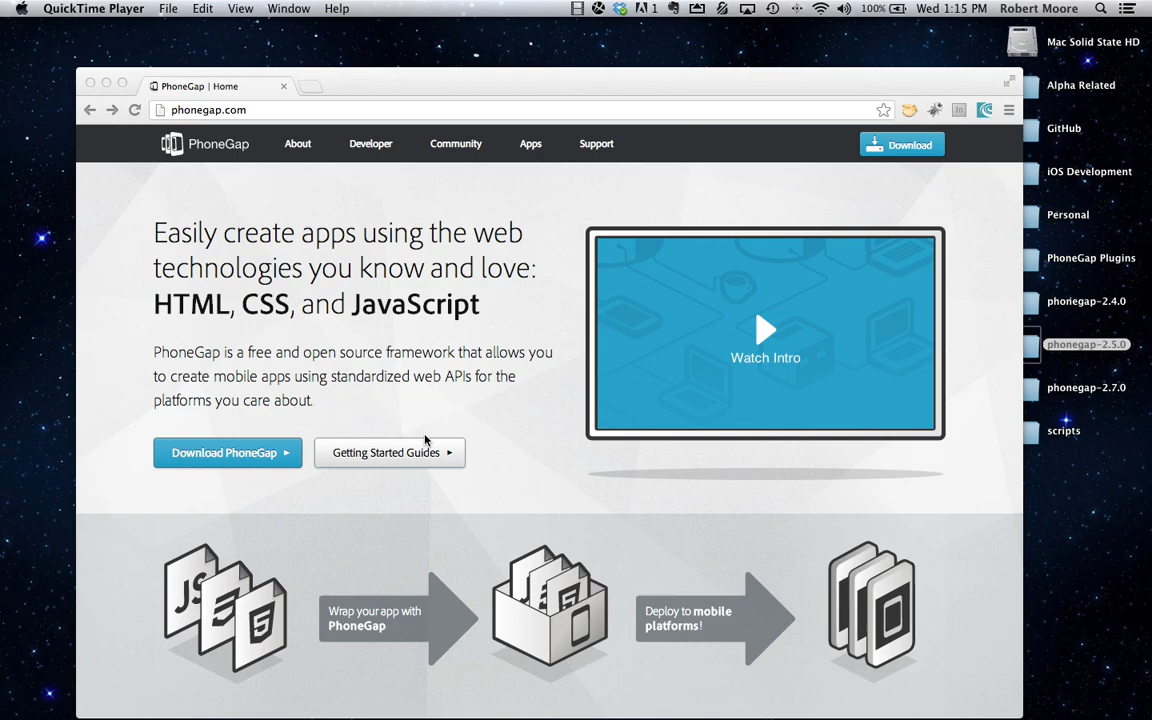 QuickTime Player File Edit View Window Help 1 100% Wed 1:15 PM Robert Moore
Mac Solid State HD
PhoneGap | Home
Alpha Related
phonegap.com
GitHub
PhoneGap About Developer Community Apps Support Download
iOS Development
Personal
Easily create apps using the web
technologies you know and love:
HTML, CSS, and JavaScript
PhoneGap Plugins
phonegap-2.4.0
phonegap-2.5.0
PhoneGap is a free and open source framework that allows you
to create mobile apps using standardized web APIs for the
platforms you care about.
Watch Intro
phonegap-2.7.0
scripts
Download PhoneGap Getting Started Guides
JS
Wrap your app with
PhoneGap
Deploy to mobile
platforms!